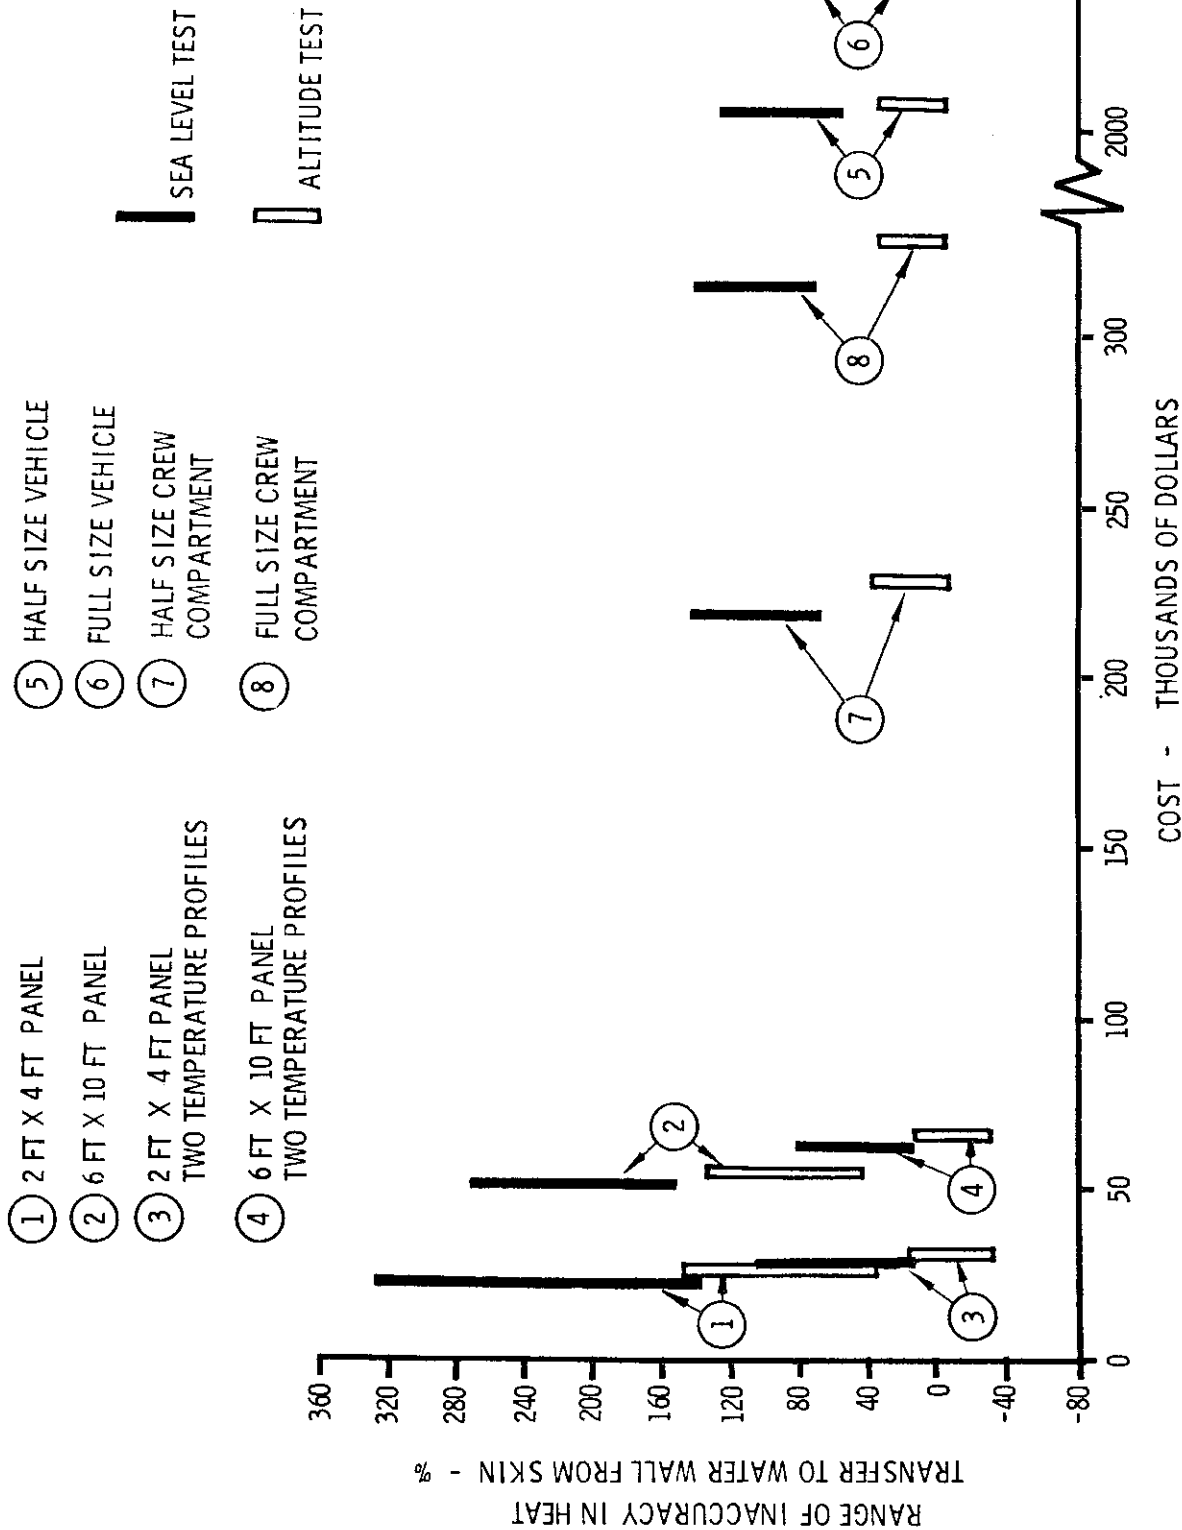 ① 2 FT X 4 FT PANEL
② 6 FT X 10 FT PANEL
③ 2 FT X 4 FT PANEL
TWO TEMPERATURE PROFILES
④ 6 FT X 10 FT PANEL
TWO TEMPERATURE PROFILES
⑤ HALF SIZE VEHICLE
⑥ FULL SIZE VEHICLE
⑦ HALF SIZE CREW
COMPARTMENT
⑧ FULL SIZE CREW
COMPARTMENT
SEA LEVEL TEST
ALTITUDE TEST
RANGE OF INACCURACY IN HEAT
TRANSFER TO WATER WALL FROM SKIN - %
360
320
280
240
200
160
120
80
40
0
-40
-80
①
②
③
④
⑦
⑧
⑤
⑥
0
50
100
150
200
250
300
2000
COST - THOUSANDS OF DOLLARS